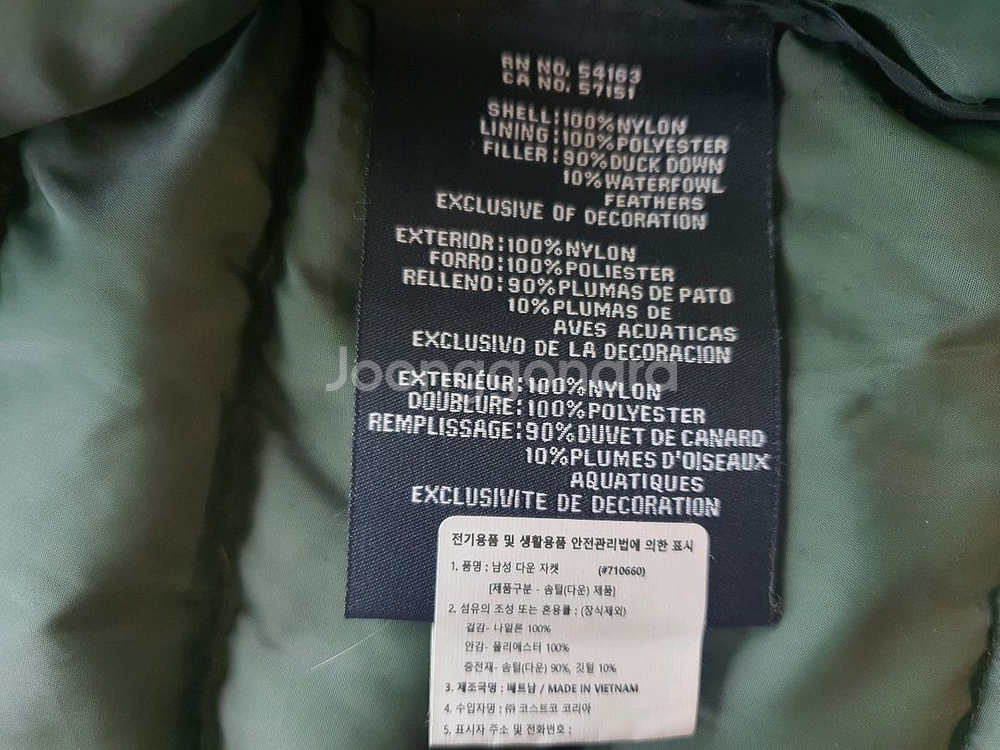 RN NO. 54163
CA NO. 57151
SHELL:100%NYLON
LINING:100%POLYESTER
FILLER:90%DUCK DOWN
10%WATERFOWL
FEATHERS
EXCLUSIVE OF DECORATION
EXTERIOR:100%NYLON
FORRO:100%POLIESTER
RELLENO:90%PLUMAS DE PATO
10%PLUMAS DE
AVES ACUATICAS
EXCLUSIVO DE LA DECORACION
Joonggonara
EXTERIÉUR:100%NYLON
DOUBLURE:100%POLYESTER
REMPLISSAGE:90%DUVET DE CANARD
10%PLUMES D'OISEAUX
AQUATIQUES
EXCLUSIVITE DE DECORATION
전기용품 및 생활용품 안전관리법에 의한 표시
1. 품명 : 남성 다운 자켓 (#710660)
[제품구분 - 솜털(다운) 제품]
2. 섬유의 조성 또는 혼용률 : (장식제외)
겉감- 나일론 100%
안감- 폴리에스터 100%
충전재- 솜털(다운) 90%, 깃털 10%
3. 제조국명 : 베트남 / MADE IN VIETNAM
4. 수입자명 : ㈜ 코스트코 코리아
5. 표시자 주소 및 전화번호 :